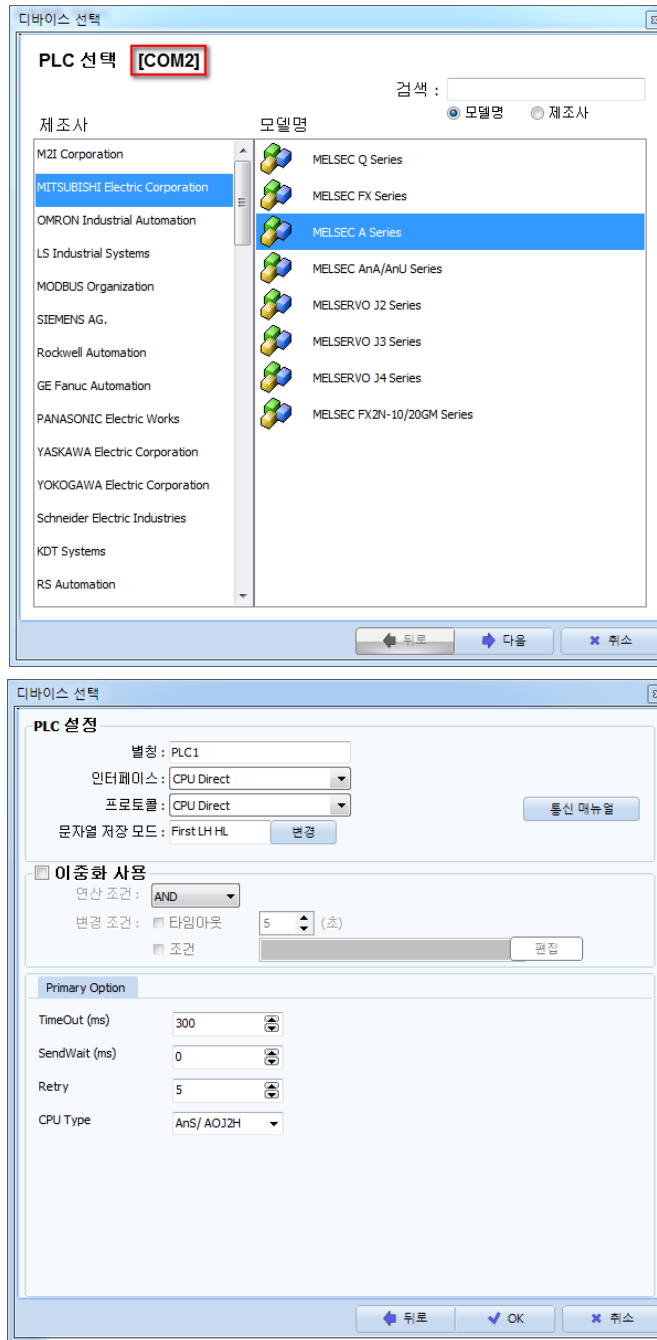 디바이스 선택
PLC 선택 [COM2]
검색 :
모델명 제조사
제조사
M2I Corporation
MITSUBISHI Electric Corporation
OMRON Industrial Automation
LS Industrial Systems
MODBUS Organization
SIEMENS AG.
Rockwell Automation
GE Fanuc Automation
PANASONIC Electric Works
YASKAWA Electric Corporation
YOKOGAWA Electric Corporation
Schneider Electric Industries
KDT Systems
RS Automation
모델명
MELSEC Q Series
MELSEC FX Series
MELSEC A Series
MELSEC AnA/AnU Series
MELSERVO J2 Series
MELSERVO J3 Series
MELSERVO J4 Series
MELSEC FX2N-10/20GM Series
뒤로 다음 취소
디바이스 선택
PLC 설정
별칭 : PLC1
인터페이스 : CPU Direct
프로토콜 : CPU Direct 통신 매뉴얼
문자열 저장 모드 : First LH HL 변경
이중화 사용
연산 조건 : AND
변경 조건 : 타임아웃 5 (초)
조건 편집
Primary Option
TimeOut (ms) 300
SendWait (ms) 0
Retry 5
CPU Type AnS/ AOJ2H
뒤로 OK 취소